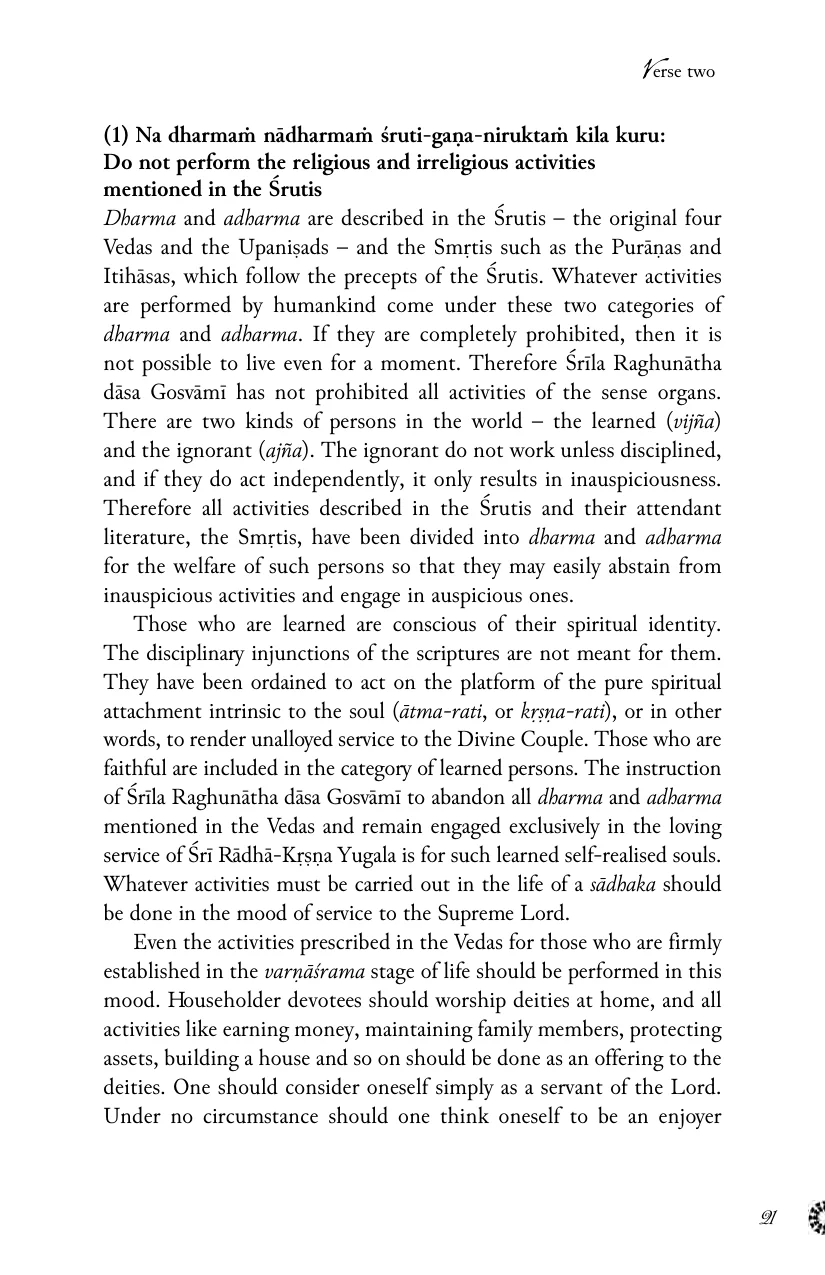 Verse two
(1) Na dharmaṁ nādharmaṁ śruti-gaṇa-niruktaṁ kila kuru:
Do not perform the religious and irreligious activities
mentioned in the Śrutis
Dharma and adharma are described in the Śrutis – the original four
Vedas and the Upaniṣads – and the Smṛtis such as the Purāṇas and
Itihāsas, which follow the precepts of the Śrutis. Whatever activities
are performed by humankind come under these two categories of
dharma and adharma. If they are completely prohibited, then it is
not possible to live even for a moment. Therefore Śrīla Raghunātha
dāsa Gosvāmī has not prohibited all activities of the sense organs.
There are two kinds of persons in the world – the learned (vijña)
and the ignorant (ajña). The ignorant do not work unless disciplined,
and if they do act independently, it only results in inauspiciousness.
Therefore all activities described in the Śrutis and their attendant
literature, the Smṛtis, have been divided into dharma and adharma
for the welfare of such persons so that they may easily abstain from
inauspicious activities and engage in auspicious ones.
Those who are learned are conscious of their spiritual identity.
The disciplinary injunctions of the scriptures are not meant for them.
They have been ordained to act on the platform of the pure spiritual
attachment intrinsic to the soul (ātma-rati, or kṛṣṇa-rati), or in other
words, to render unalloyed service to the Divine Couple. Those who are
faithful are included in the category of learned persons. The instruction
of Śrīla Raghunātha dāsa Gosvāmī to abandon all dharma and adharma
mentioned in the Vedas and remain engaged exclusively in the loving
service of Śrī Rādhā-Kṛṣṇa Yugala is for such learned self-realised souls.
Whatever activities must be carried out in the life of a sādhaka should
be done in the mood of service to the Supreme Lord.
Even the activities prescribed in the Vedas for those who are firmly
established in the varṇāśrama stage of life should be performed in this
mood. Householder devotees should worship deities at home, and all
activities like earning money, maintaining family members, protecting
assets, building a house and so on should be done as an offering to the
deities. One should consider oneself simply as a servant of the Lord.
Under no circumstance should one think oneself to be an enjoyer
21